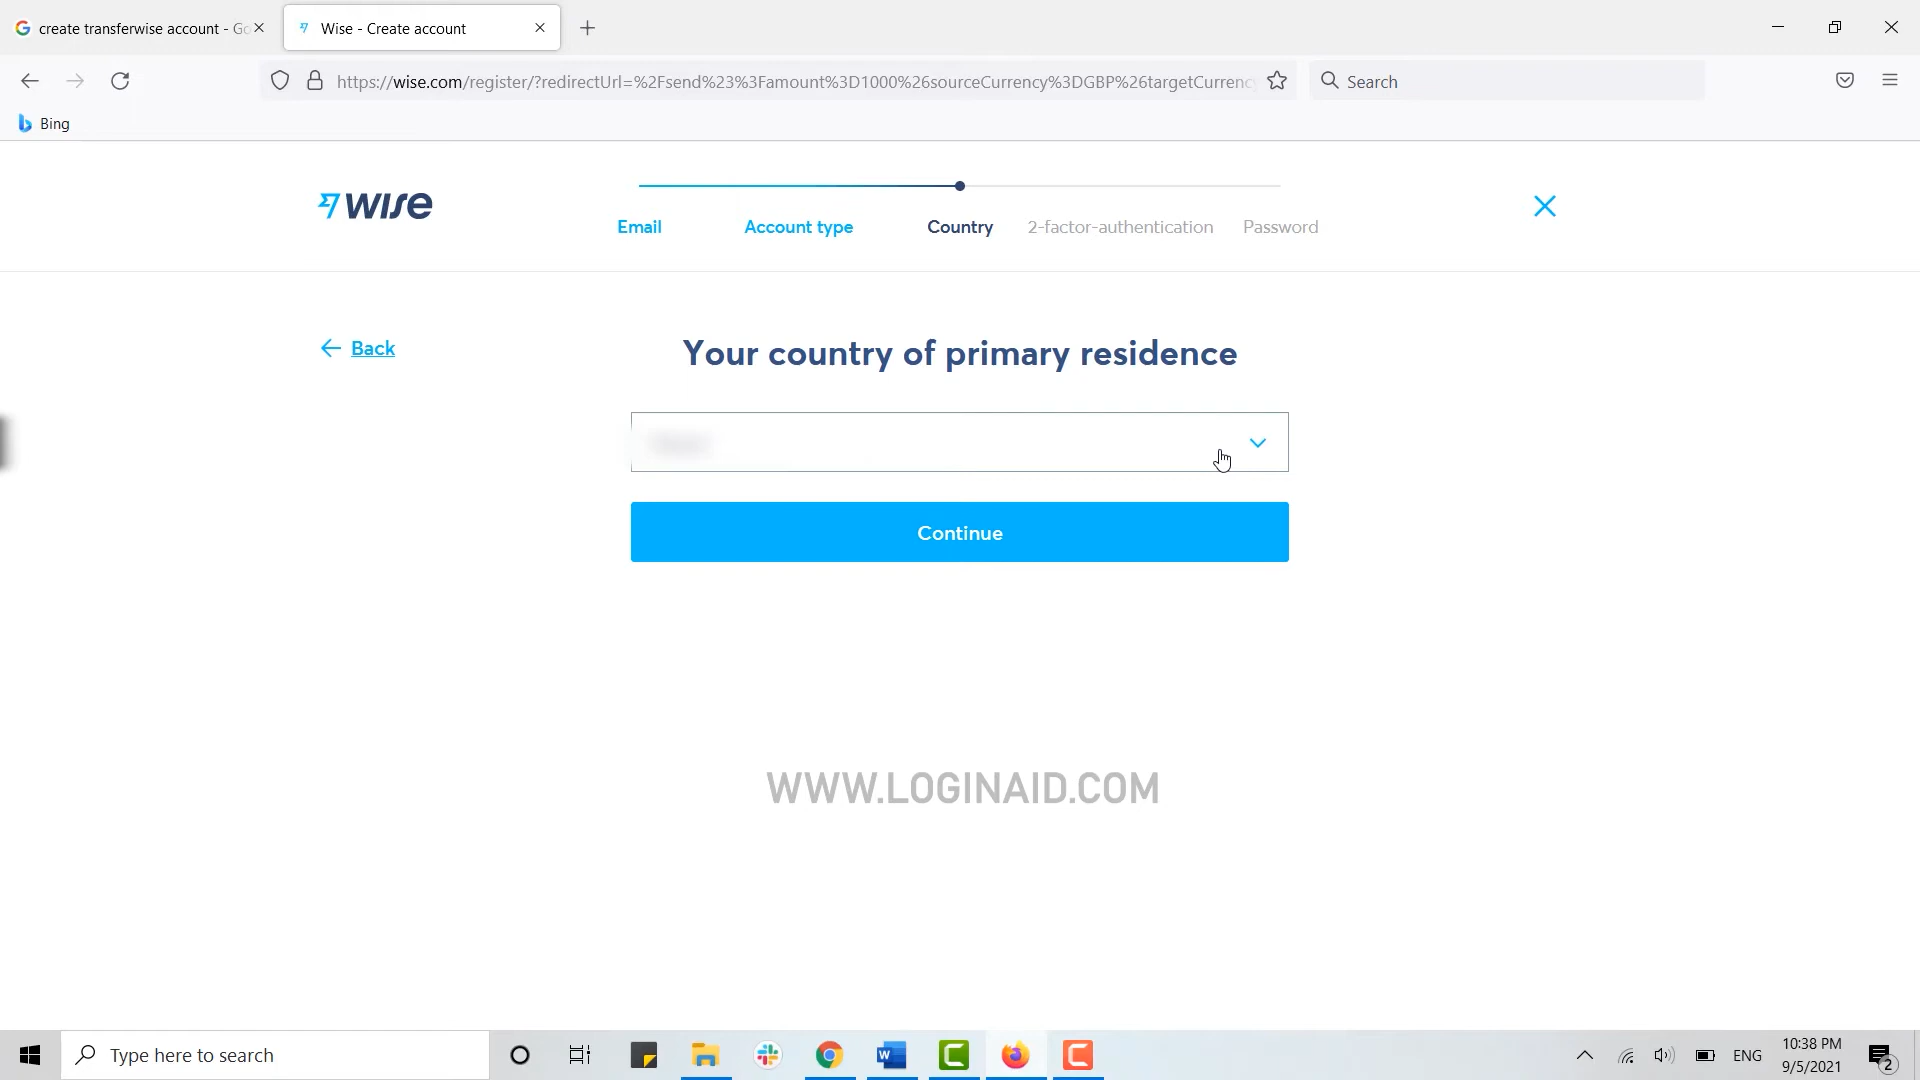 create transferwise account - Go
Wise - Create account
https://wise.com/register/?redirectUrl=%2Fsend%23%3Famount%3D1000%26sourceCurrency%3DGBP%26targetCurrency
Search
Bing
WISE
Email
Account type
Country
2-factor-authentication
Password
Back
Your country of primary residence
Continue
WWW.LOGINAID.COM
Type here to search
ENG
10:38 PM
9/5/2021
2